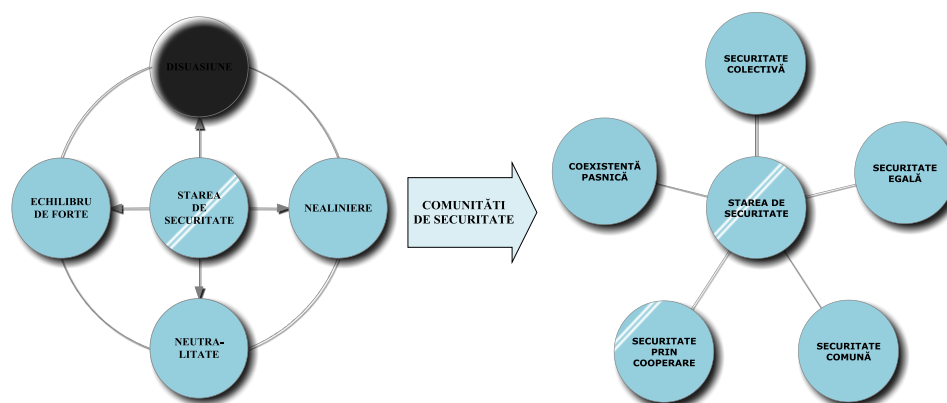 DISUASIUNE
ECHILIBRU
DE FORTE
STAREA
DE
SECURITATE
NEALINIERE
NEUTRA-
LITATE
COMUNITĂTI
DE SECURITATE
SECURITATE
COLECTIVĂ
COEXISTENTĂ
PASNICĂ
SECURITATE
EGALĂ
STAREA DE
SECURITATE
SECURITATE
PRIN
COOPERARE
SECURITATE
COMUNĂ